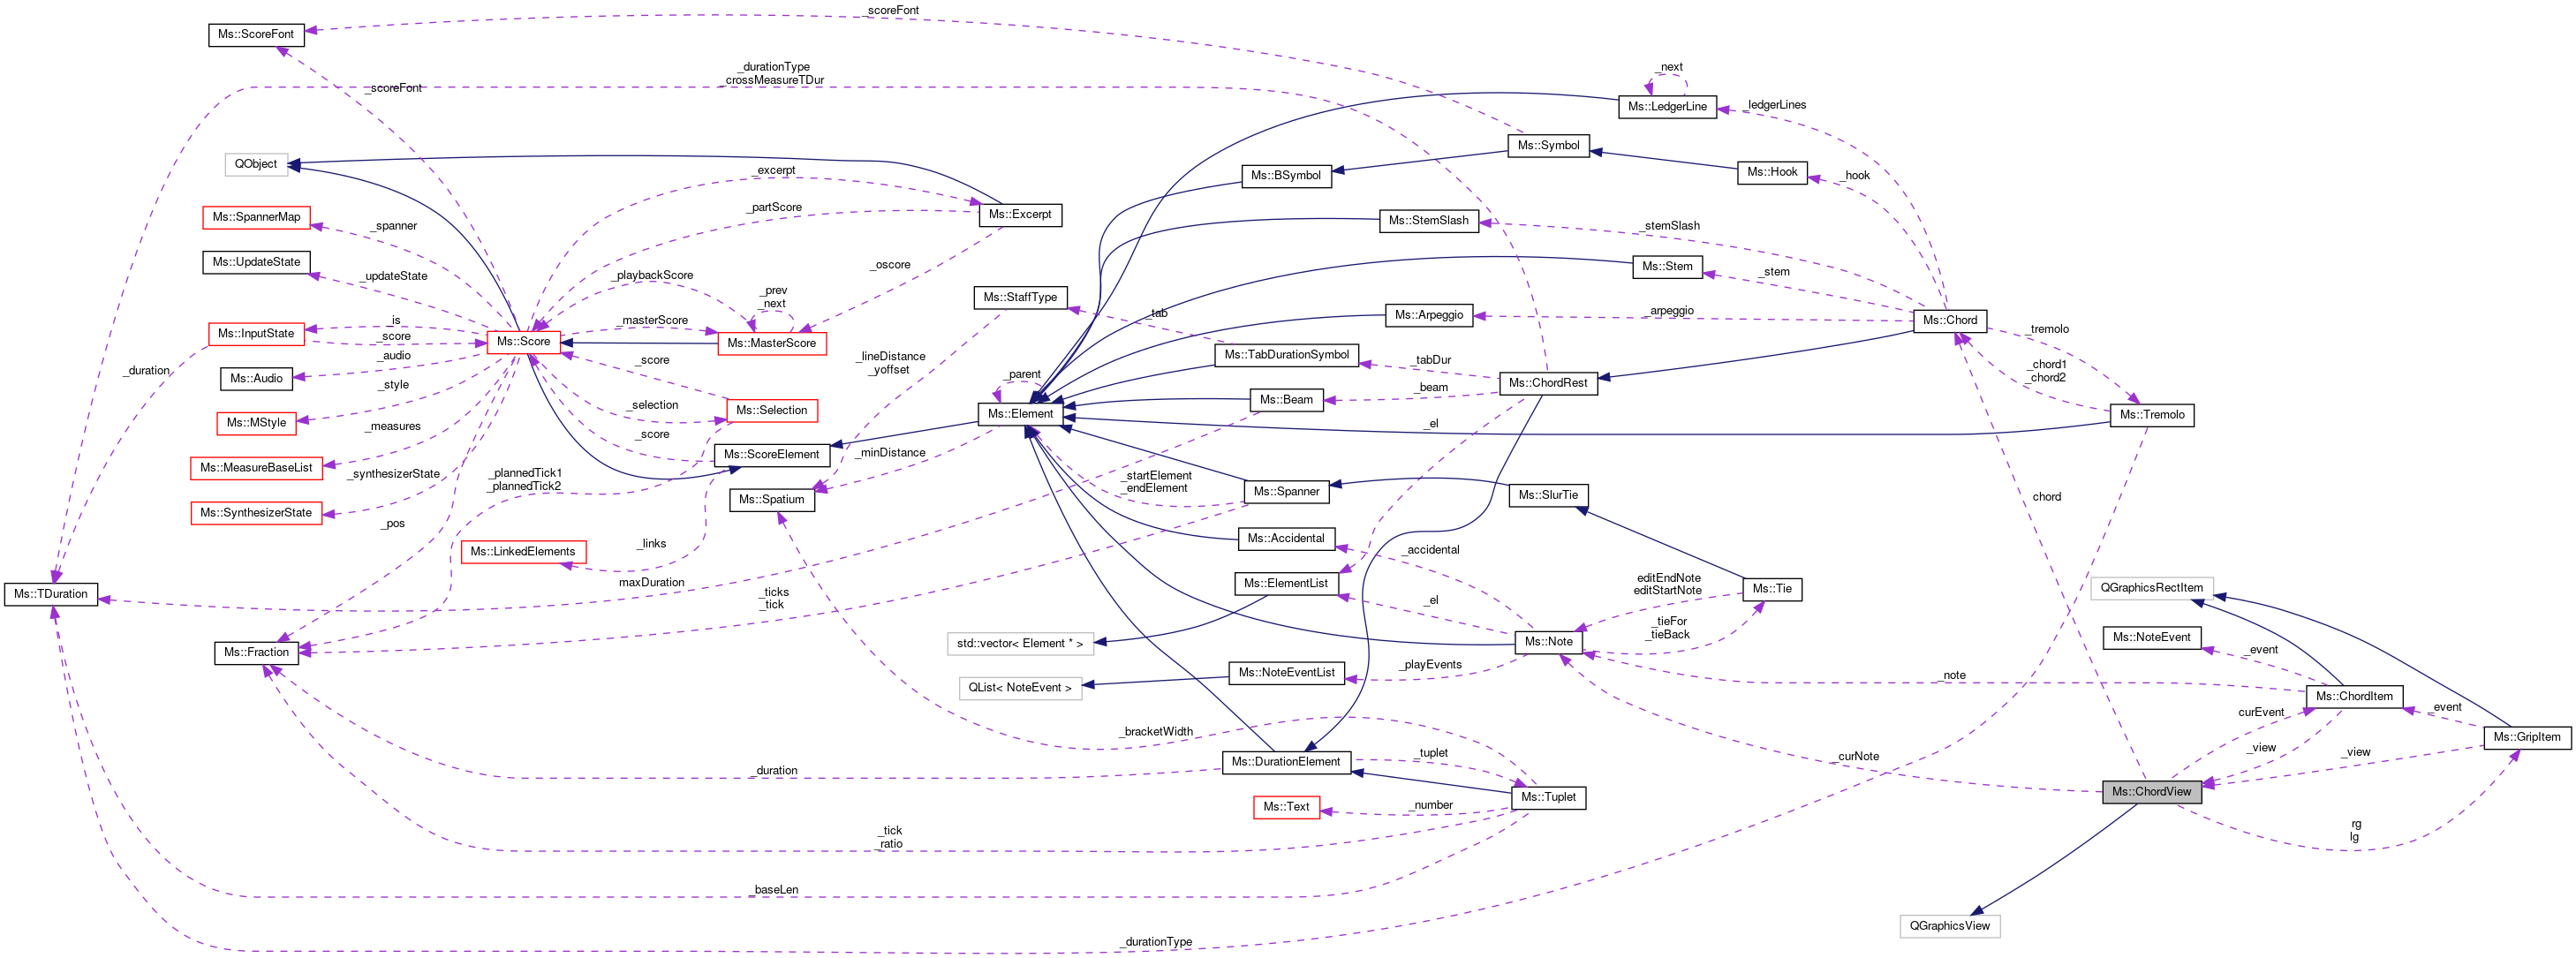 _scoreFont
Ms::ScoreFont
_durationType
_crossMeasureTDur
_next
_scoreFont
Ms::LedgerLine
_ledgerLines
Ms::Symbol
QObject
_excerpt
Ms::BSymbol
Ms::Hook
_hook
Ms::SpannerMap
_spanner
_partScore
Ms::Excerpt
Ms::StemSlash
_stemSlash
Ms::UpdateState
_updateState
_playbackScore
_oscore
Ms::Stem
_stem
_prev
_next
Ms::StaffType
_tab
Ms::InputState
_is
_score
Ms::Score
_masterScore
Ms::MasterScore
Ms::Arpeggio
_arpeggio
Ms::Chord
_tremolo
_duration
Ms::Audio
_audio
_score
_lineDistance
_yoffset
Ms::TabDurationSymbol
_tabDur
Ms::ChordRest
_chord1
_chord2
_style
_parent
Ms::MStyle
_selection
Ms::Selection
Ms::Element
Ms::Beam
_beam
Ms::Tremolo
_measures
_score
_el
Ms::MeasureBaseList
Ms::ScoreElement
_minDistance
_synthesizerState
_plannedTick1
_plannedTick2
_startElement
_endElement
Ms::Spatium
Ms::Spanner
Ms::SlurTie
chord
Ms::SynthesizerState
_pos
Ms::LinkedElements
_links
Ms::Accidental
_accidental
maxDuration
Ms::TDuration
_ticks
_tick
Ms::ElementList
_el
editEndNote
editStartNote
Ms::Tie
QGraphicsRectItem
Ms::Fraction
std::vector< Element * >
Ms::Note
_tieFor
_tieBack
Ms::NoteEvent
_event
QList< NoteEvent >
Ms::NoteEventList
_playEvents
_note
Ms::ChordItem
_bracketWidth
curEvent
_event
Ms::GripItem
_duration
Ms::DurationElement
_tuplet
_curNote
_view
_view
Ms::ChordView
Ms::Text
_number
Ms::Tuplet
_tick
_ratio
rg
lg
_baseLen
QGraphicsView
_durationType